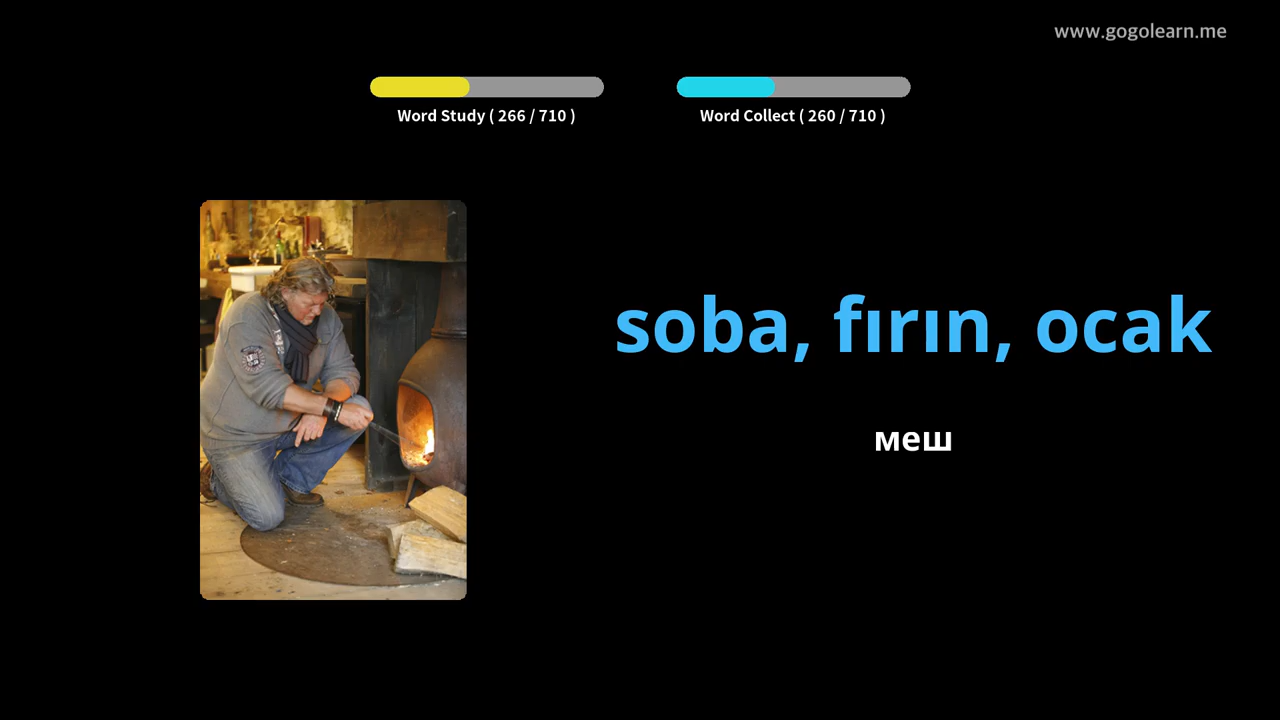 www.gogolearn.me
Word Study ( 266 / 710 )
Word Collect ( 260 / 710 )
soba, fırın, ocak
меш